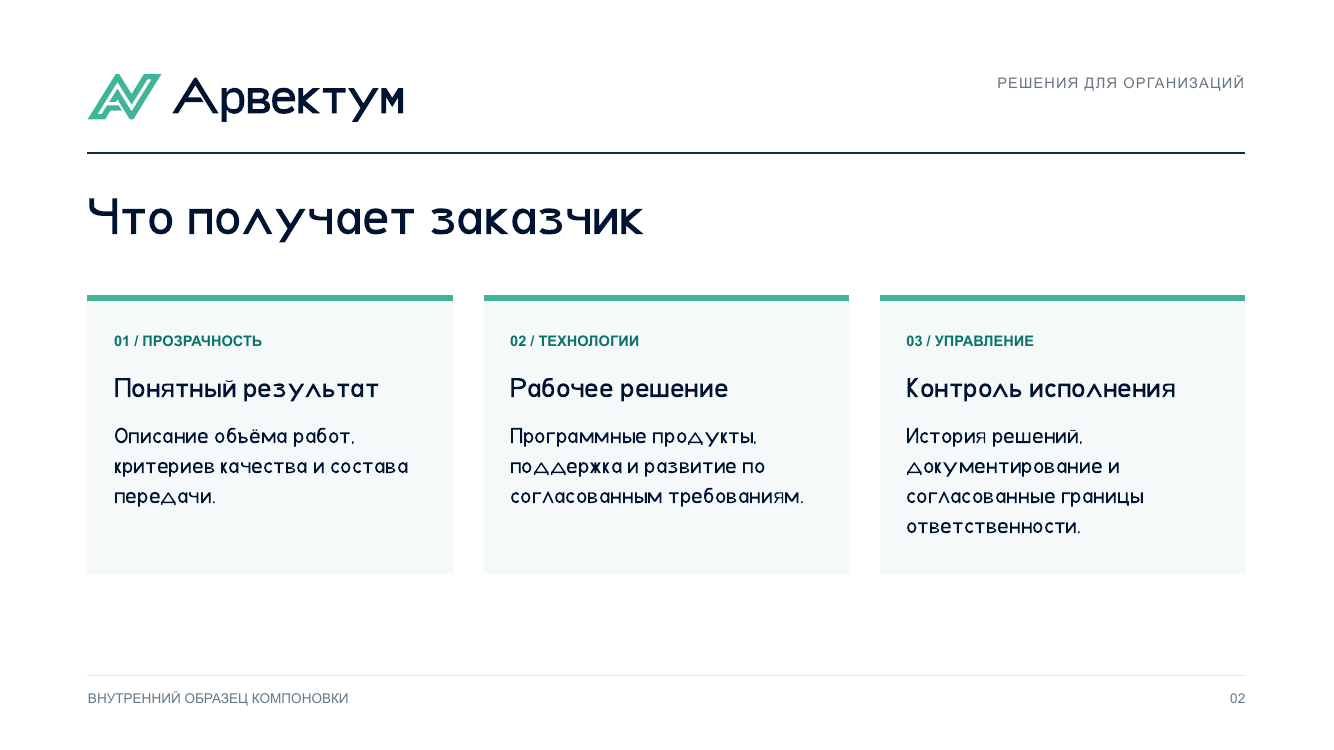 Арвектум
РЕШЕНИЯ ДЛЯ ОРГАНИЗАЦИЙ
Что получает заказчик
01 / ПРОЗРАЧНОСТЬ
Понятный результат
Описание объёма работ,
критериев качества и состава
передачи.
02 / ТЕХНОЛОГИИ
Рабочее решение
Программные продукты,
поддержка и развитие по
согласованным требованиям.
03 / УПРАВЛЕНИЕ
Контроль исполнения
История решений,
документирование и
согласованные границы
ответственности.
ВНУТРЕННИЙ ОБРАЗЕЦ КОМПОНОВКИ
02